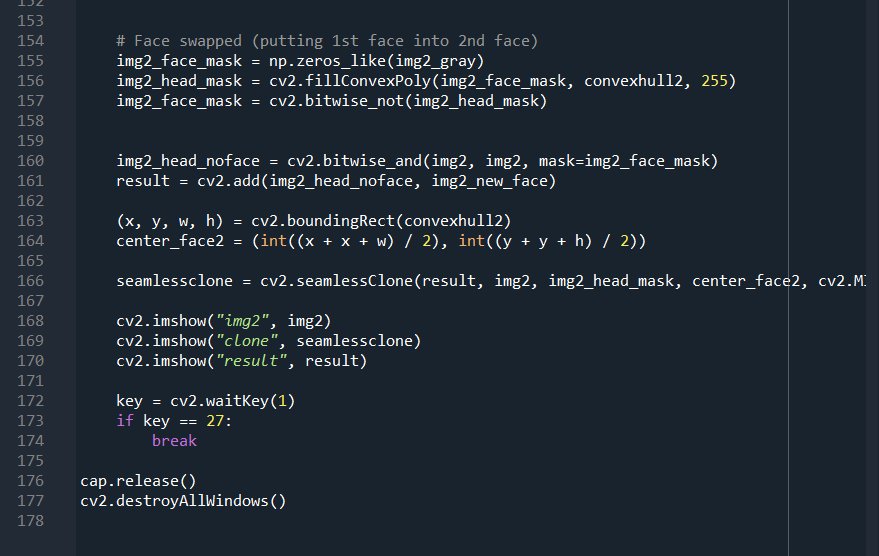 152
153
154 # Face swapped (putting 1st face into 2nd face)
155 img2_face_mask = np.zeros_like(img2_gray)
156 img2_head_mask = cv2.fillConvexPoly(img2_face_mask, convexhull2, 255)
157 img2_face_mask = cv2.bitwise_not(img2_head_mask)
158
159
160 img2_head_noface = cv2.bitwise_and(img2, img2, mask=img2_face_mask)
161 result = cv2.add(img2_head_noface, img2_new_face)
162
163 (x, y, w, h) = cv2.boundingRect(convexhull2)
164 center_face2 = (int((x + x + w) / 2), int((y + y + h) / 2))
165
166 seamlessclone = cv2.seamlessClone(result, img2, img2_head_mask, center_face2, cv2.MI
167
168 cv2.imshow("img2", img2)
169 cv2.imshow("clone", seamlessclone)
170 cv2.imshow("result", result)
171
172 key = cv2.waitKey(1)
173 if key == 27:
174 break
175
176 cap.release()
177 cv2.destroyAllWindows()
178